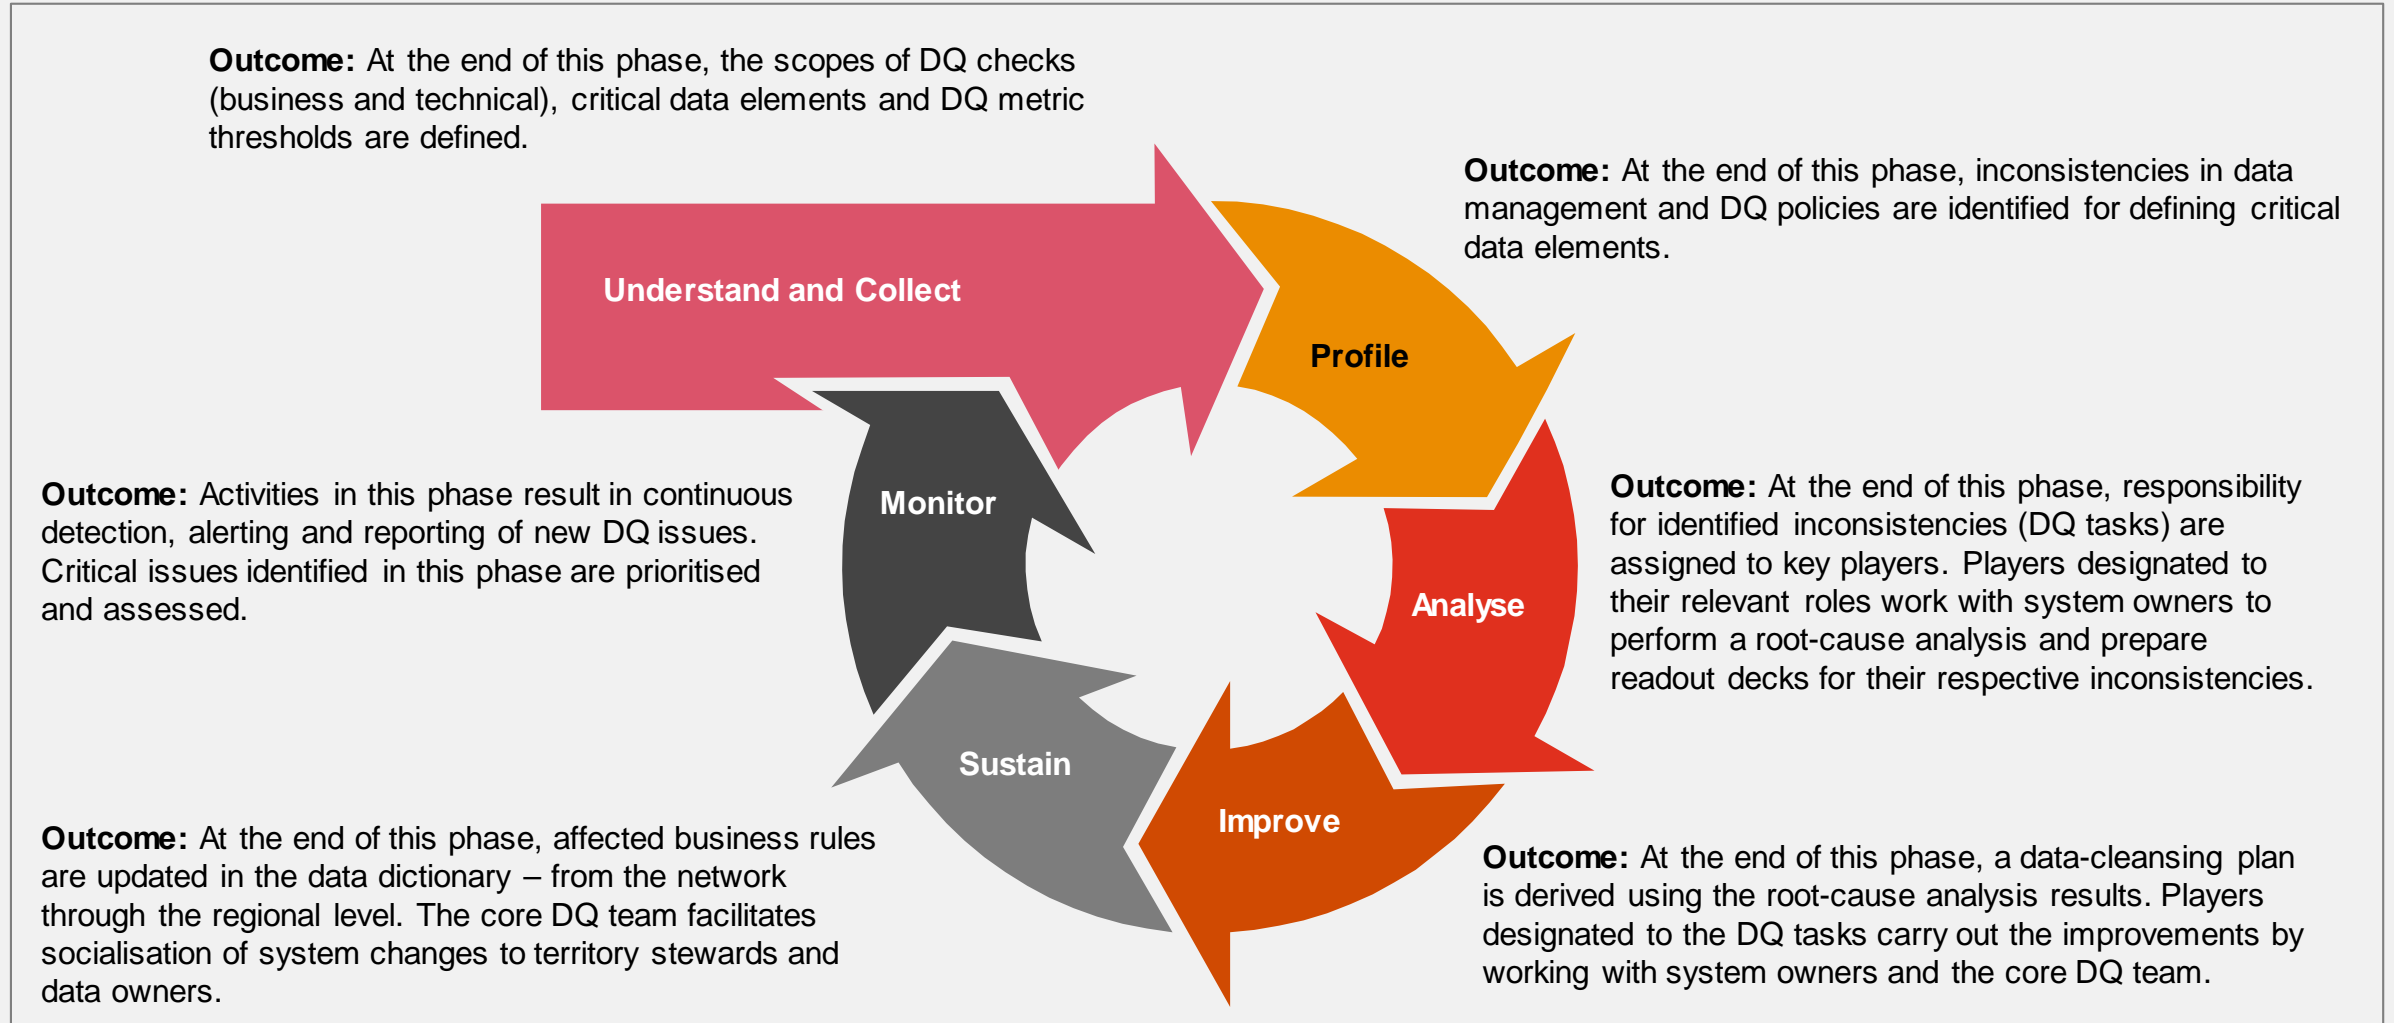 Outcome: At the end of this phase, the scopes of DQ checks
(business and technical), critical data elements and DQ metric
thresholds are defined.
Outcome: At the end of this phase, inconsistencies in data
management and DQ policies are identified for defining critical
data elements.
Understand and Collect
Profile
Outcome: Activities in this phase result in continuous
detection, alerting and reporting of new DQ issues.
Critical issues identified in this phase are prioritised
and assessed.
Monitor
Outcome: At the end of this phase, responsibility
for identified inconsistencies (DQ tasks) are
assigned to key players. Players designated to
their relevant roles work with system owners to
perform a root-cause analysis and prepare
readout decks for their respective inconsistencies.
Analyse
Sustain
Improve
Outcome: At the end of this phase, affected business rules
are updated in the data dictionary – from the network
through the regional level. The core DQ team facilitates
socialisation of system changes to territory stewards and
data owners.
Outcome: At the end of this phase, a data-cleansing plan
is derived using the root-cause analysis results. Players
designated to the DQ tasks carry out the improvements by
working with system owners and the core DQ team.